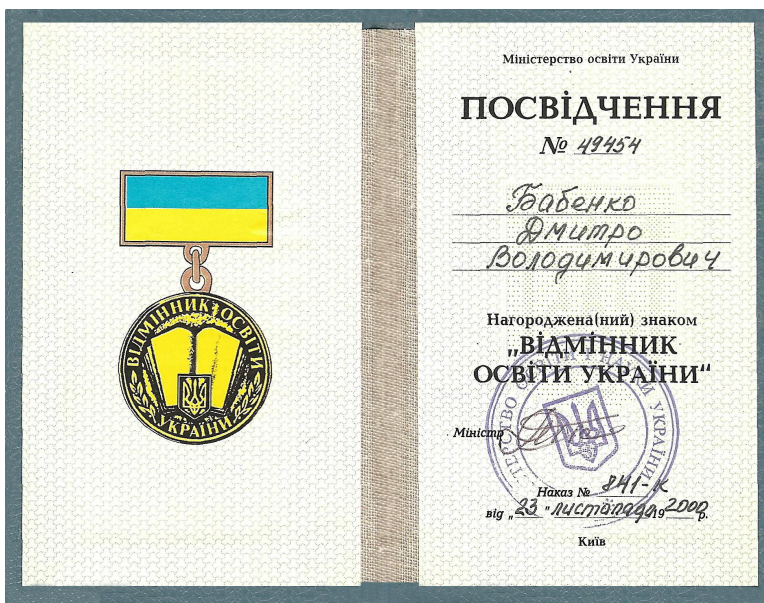 ВІДМІННИК ОСВІТИ
УКРАЇНИ
Міністерство освіти України
ПОСВІДЧЕННЯ
№ 49454
Бабенко
Дмитро
Володимирович
Нагороджена(ний) знаком
„ВІДМІННИК
ОСВІТИ УКРАЇНИ“
Міністр
Наказ № 841-к
від „23 " листопада 19 2000 р.
Київ